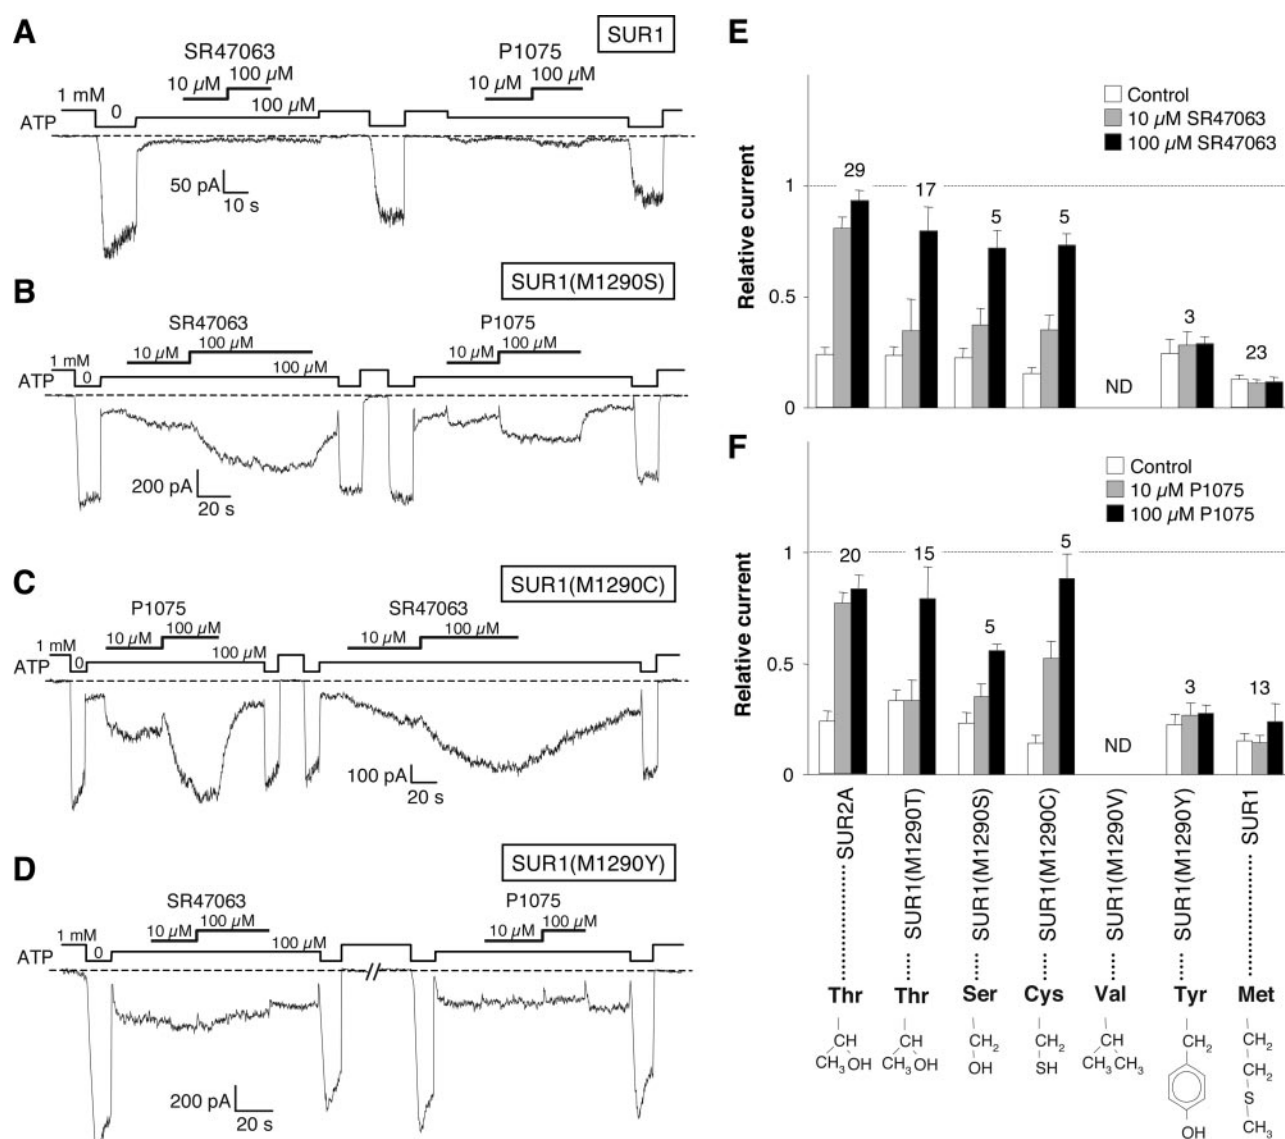 A
SUR1
SR47063
P1075
10 µM 100 µM
10 µM 100 µM
1 mM 0 100 µM
ATP
50 pA
10 s
B
SUR1(M1290S)
SR47063
P1075
10 µM 100 µM
10 µM 100 µM
1 mM 0 100 µM
ATP
200 pA
20 s
C
SUR1(M1290C)
P1075
SR47063
10 µM 100 µM
10 µM 100 µM
1 mM 0 100 µM
ATP
100 pA
20 s
D
SUR1(M1290Y)
SR47063
P1075
10 µM 100 µM
10 µM 100 µM
1 mM 0 100 µM
ATP
200 pA
20 s
E
Control
10 µM SR47063
100 µM SR47063
Relative current
1
0.5
0
29 17 5 5 ND 3 23
F
Control
10 µM P1075
100 µM P1075
Relative current
1
0.5
0
20 15 5 5 ND 3 13
SUR2A
SUR1(M1290T)
SUR1(M1290S)
SUR1(M1290C)
SUR1(M1290V)
SUR1(M1290Y)
SUR1
Thr Thr Ser Cys Val Tyr Met
CH CH CH2 CH2 CH CH2 CH2
CH3 OH CH3 OH OH SH CH3 CH3 CH2
S
OH CH3